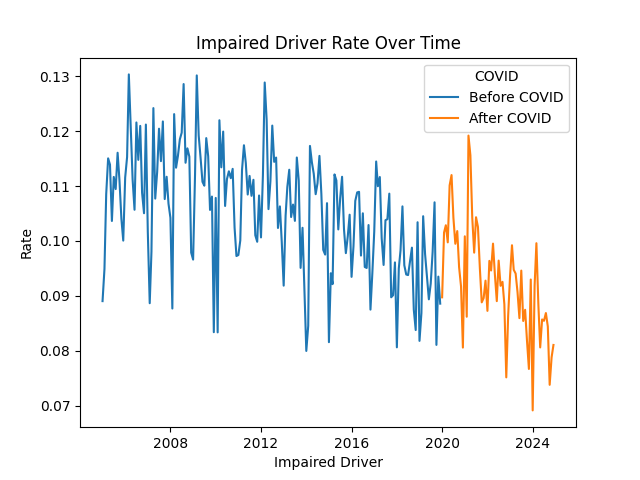 Impaired Driver Rate Over Time
COVID
Before COVID
After COVID
Rate
0.13
0.12
0.11
0.10
0.09
0.08
0.07
2008
2012
2016
2020
2024
Impaired Driver